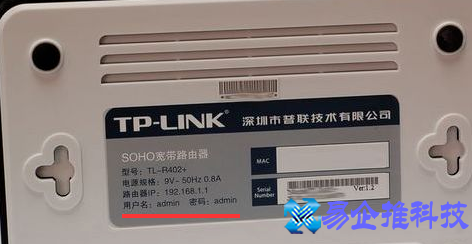 TP-LINK 深圳市普联技术有限公司
SOHO宽带路由器
型号：TL-R402+
电源规格：9V~50Hz 0.8A
路由器IP：192.168.1.1
用户名：admin 密码：admin
MAC
Serial Number
Ver:1.2
易企推科技